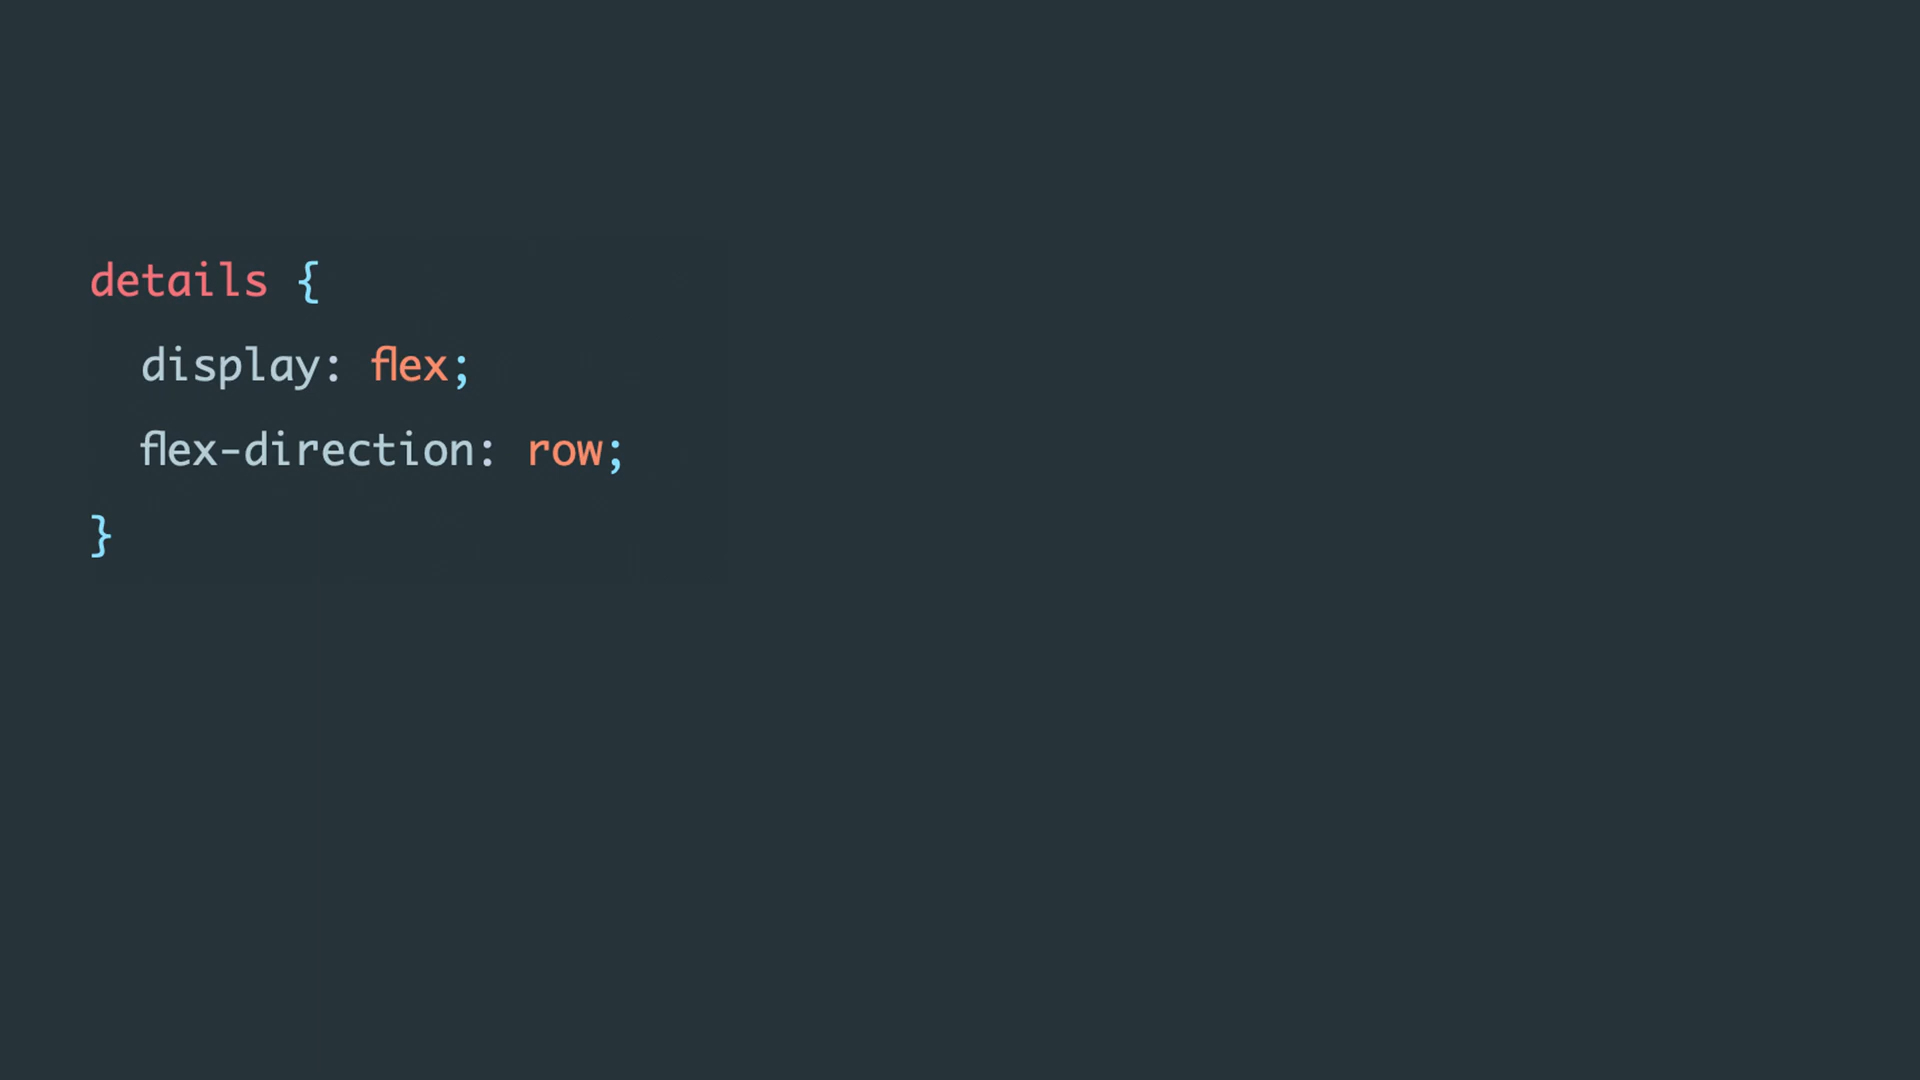 details {
display: flex;
flex-direction: row;
}